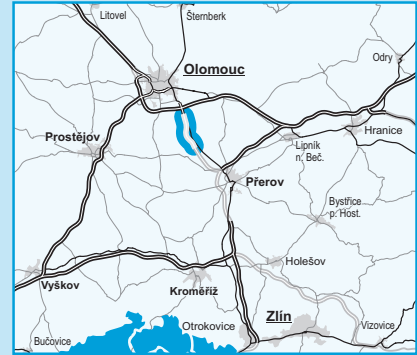 Litovel
Šternberk
Odry
Olomouc
Hranice
Prostějov
Lipník
n. Beč.
Přerov
Bystřice
p. Host.
Holešov
Vyškov
Kroměříž
Zlín
Otrokovice
Vizovice
Bučovice